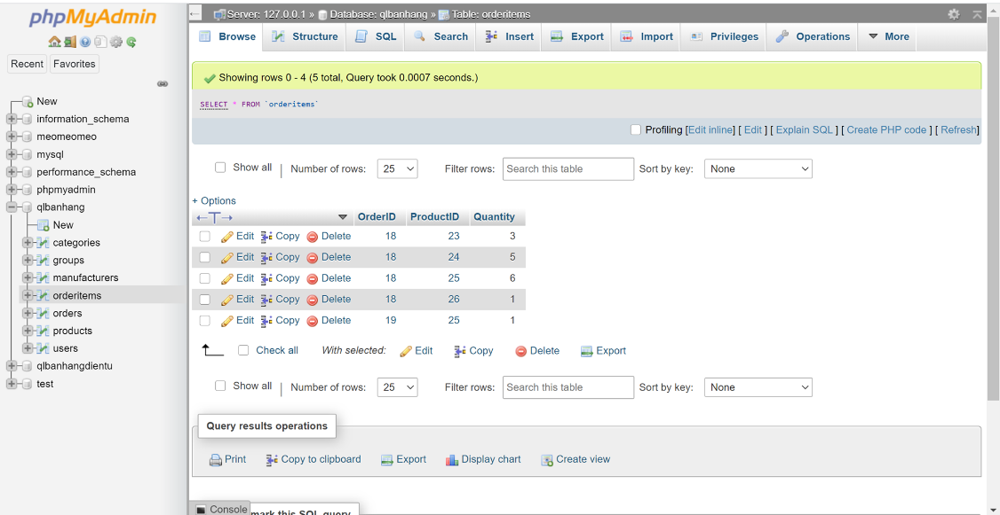 phpMyAdmin
Recent Favorites
New
information_schema
meomeomeo
mysql
performance_schema
phpmyadmin
qlbanhang
New
categories
groups
manufacturers
orderitems
orders
products
users
qlbanhangdientu
test
Server: 127.0.0.1 » Database: qlbanhang » Table: orderitems
Browse Structure SQL Search Insert Export Import Privileges Operations More
Showing rows 0 - 4 (5 total, Query took 0.0007 seconds.)
SELECT * FROM `orderitems`
Profiling [Edit inline] [ Edit ] [ Explain SQL ] [ Create PHP code ] [ Refresh]
Show all | Number of rows: 25 Filter rows: Search this table Sort by key: None
+ Options
←T→ OrderID ProductID Quantity
Edit Copy Delete 18 23 3
Edit Copy Delete 18 24 5
Edit Copy Delete 18 25 6
Edit Copy Delete 18 26 1
Edit Copy Delete 19 25 1
Check all With selected: Edit Copy Delete Export
Show all | Number of rows: 25 Filter rows: Search this table Sort by key: None
Query results operations
Print Copy to clipboard Export Display chart Create view
Console mark this SQL query